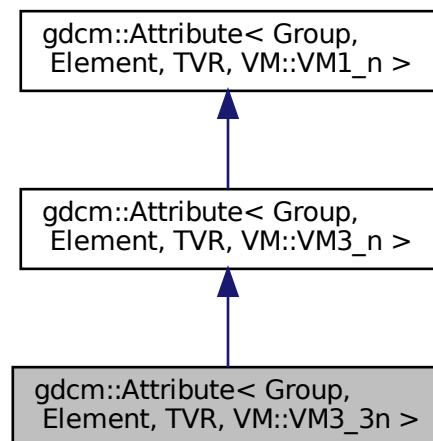 gdcm::Attribute< Group,
Element, TVR, VM::VM1_n >
gdcm::Attribute< Group,
Element, TVR, VM::VM3_n >
gdcm::Attribute< Group,
Element, TVR, VM::VM3_3n >